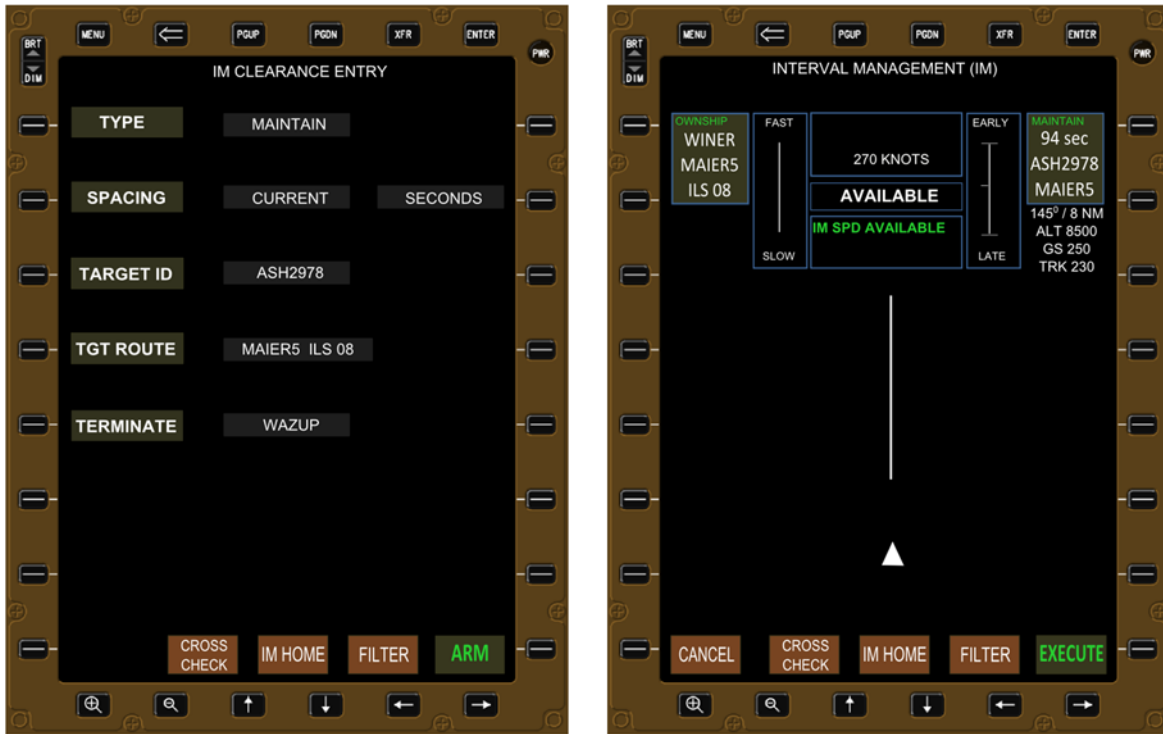 MENU PGUP PGDN XFR ENTER
BRT
DIM
PWR
IM CLEARANCE ENTRY
TYPE MAINTAIN
SPACING CURRENT SECONDS
TARGET ID ASH2978
TGT ROUTE MAIER5 ILS 08
TERMINATE WAZUP
CROSS
CHECK
IM HOME
FILTER
ARM
MENU PGUP PGDN XFR ENTER
BRT
DIM
PWR
INTERVAL MANAGEMENT (IM)
OWNSHIP
WINER
MAIER5
ILS 08
FAST
SLOW
270 KNOTS
AVAILABLE
IM SPD AVAILABLE
EARLY
LATE
MAINTAIN
94 sec
ASH2978
MAIER5
145⁰ / 8 NM
ALT 8500
GS 250
TRK 230
CANCEL
CROSS
CHECK
IM HOME
FILTER
EXECUTE